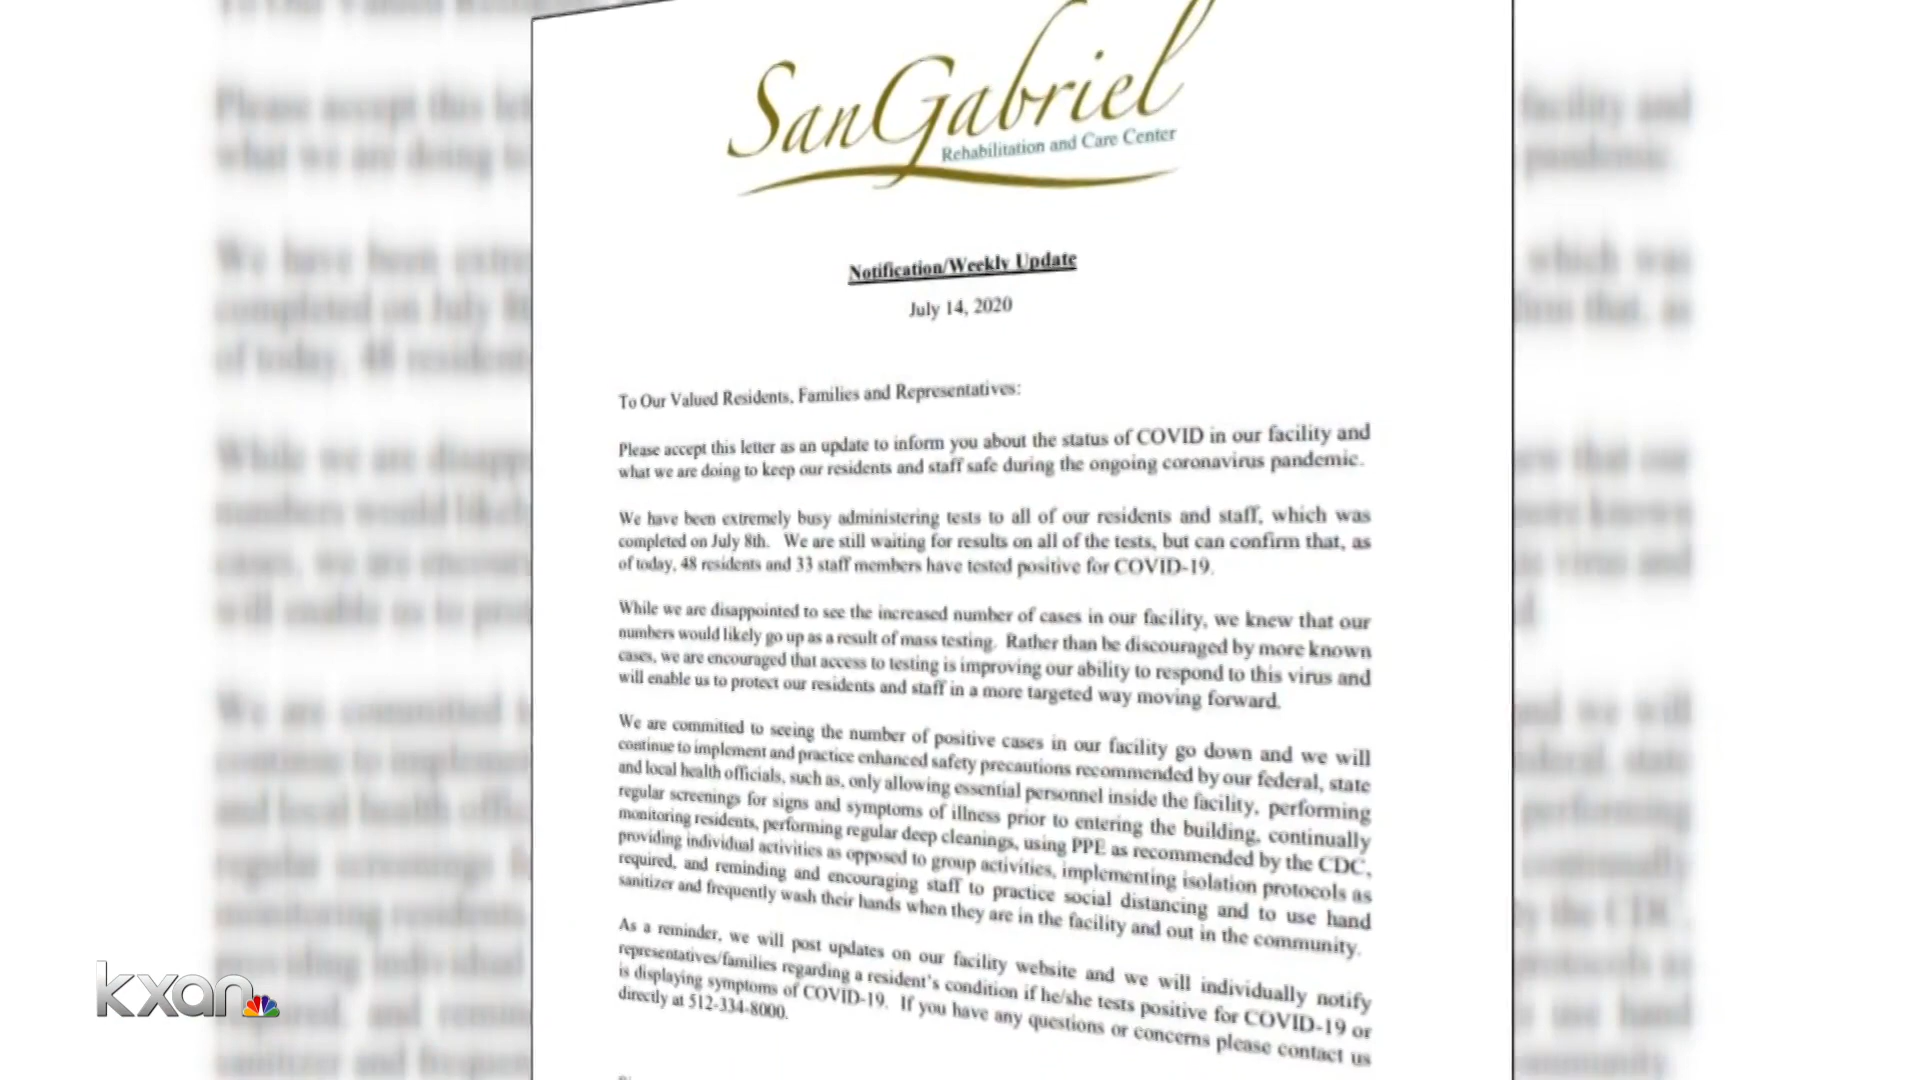 SanGabriel
Rehabilitation and Care Center
Notification/Weekly Update
July 14, 2020
To Our Valued Residents, Families and Representatives:
Please accept this letter as an update to inform you about the status of COVID in our facility and
what we are doing to keep our residents and staff safe during the ongoing coronavirus pandemic.
We have been extremely busy administering tests to all of our residents and staff, which was
completed on July 8th. We are still waiting for results on all of the tests, but can confirm that, as
of today, 48 residents and 33 staff members have tested positive for COVID-19.
While we are disappointed to see the increased number of cases in our facility, we knew that our
numbers would likely go up as a result of mass testing. Rather than be discouraged by more known
cases, we are encouraged that access to testing is improving our ability to respond to this virus and
will enable us to protect our residents and staff in a more targeted way moving forward.
We are committed to seeing the number of positive cases in our facility go down and we will
continue to implement and practice enhanced safety precautions recommended by our federal, state
and local health officials, such as, only allowing essential personnel inside the facility, performing
regular screenings for signs and symptoms of illness prior to entering the building, continually
monitoring residents, performing regular deep cleanings, using PPE as recommended by the CDC,
providing individual activities as opposed to group activities, implementing isolation protocols as
required, and reminding and encouraging staff to practice social distancing and to use hand
sanitizer and frequently wash their hands when they are in the facility and out in the community.
As a reminder, we will post updates on our facility website and we will individually notify
representatives/families regarding a resident's condition if he/she tests positive for COVID-19 or
is displaying symptoms of COVID-19. If you have any questions or concerns please contact us
directly at 512-334-8000.
kxan